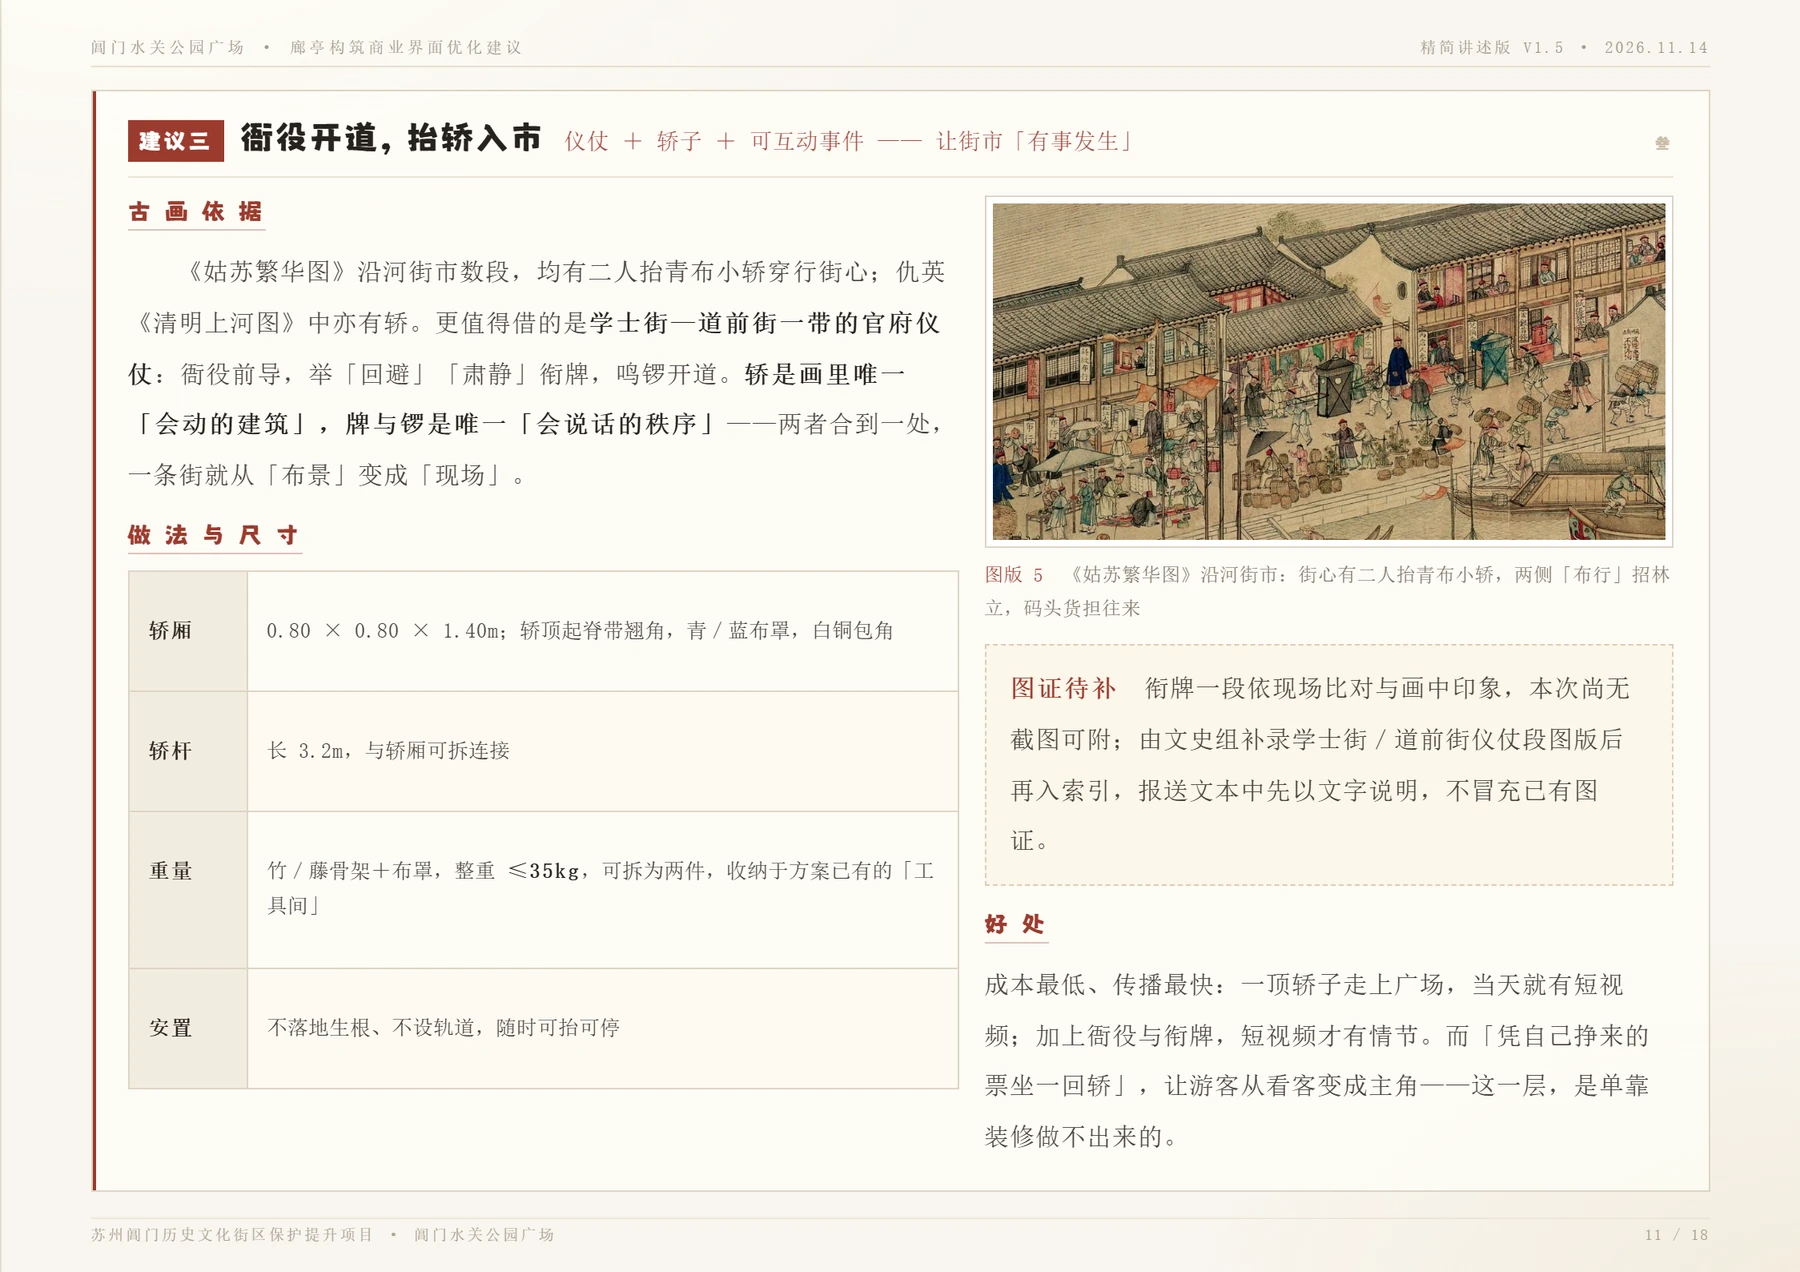 阊门水关公园广场 • 廊亭构筑商业界面优化建议
精简讲述版 V1.5 • 2026.11.14
建议三 衙役开道，抬轿入市 仪仗 ＋ 轿子 ＋ 可互动事件 —— 让街市「有事发生」
叁
古画依据
《姑苏繁华图》沿河街市数段，均有二人抬青布小轿穿行街心；仇英
《清明上河图》中亦有轿。更值得借的是学士街—道前街一带的官府仪
仗：衙役前导，举「回避」「肃静」衔牌，鸣锣开道。轿是画里唯一
「会动的建筑」，牌与锣是唯一「会说话的秩序」——两者合到一处，
一条街就从「布景」变成「现场」。
做法与尺寸
轿厢 0.80 × 0.80 × 1.40m；轿顶起脊带翘角，青／蓝布罩，白铜包角
轿杆 长 3.2m，与轿厢可拆连接
重量 竹／藤骨架＋布罩，整重 ≤35kg，可拆为两件，收纳于方案已有的「工
具间」
安置 不落地生根、不设轨道，随时可抬可停
图版 5 《姑苏繁华图》沿河街市：街心有二人抬青布小轿，两侧「布行」招林
立，码头货担往来
图证待补 衔牌一段依现场比对与画中印象，本次尚无
截图可附；由文史组补录学士街／道前街仪仗段图版后
再入索引，报送文本中先以文字说明，不冒充已有图
证。
好处
成本最低、传播最快：一顶轿子走上广场，当天就有短视
频；加上衙役与衔牌，短视频才有情节。而「凭自己挣来的
票坐一回轿」，让游客从看客变成主角——这一层，是单靠
装修做不出来的。
苏州阊门历史文化街区保护提升项目 • 阊门水关公园广场
11 / 18